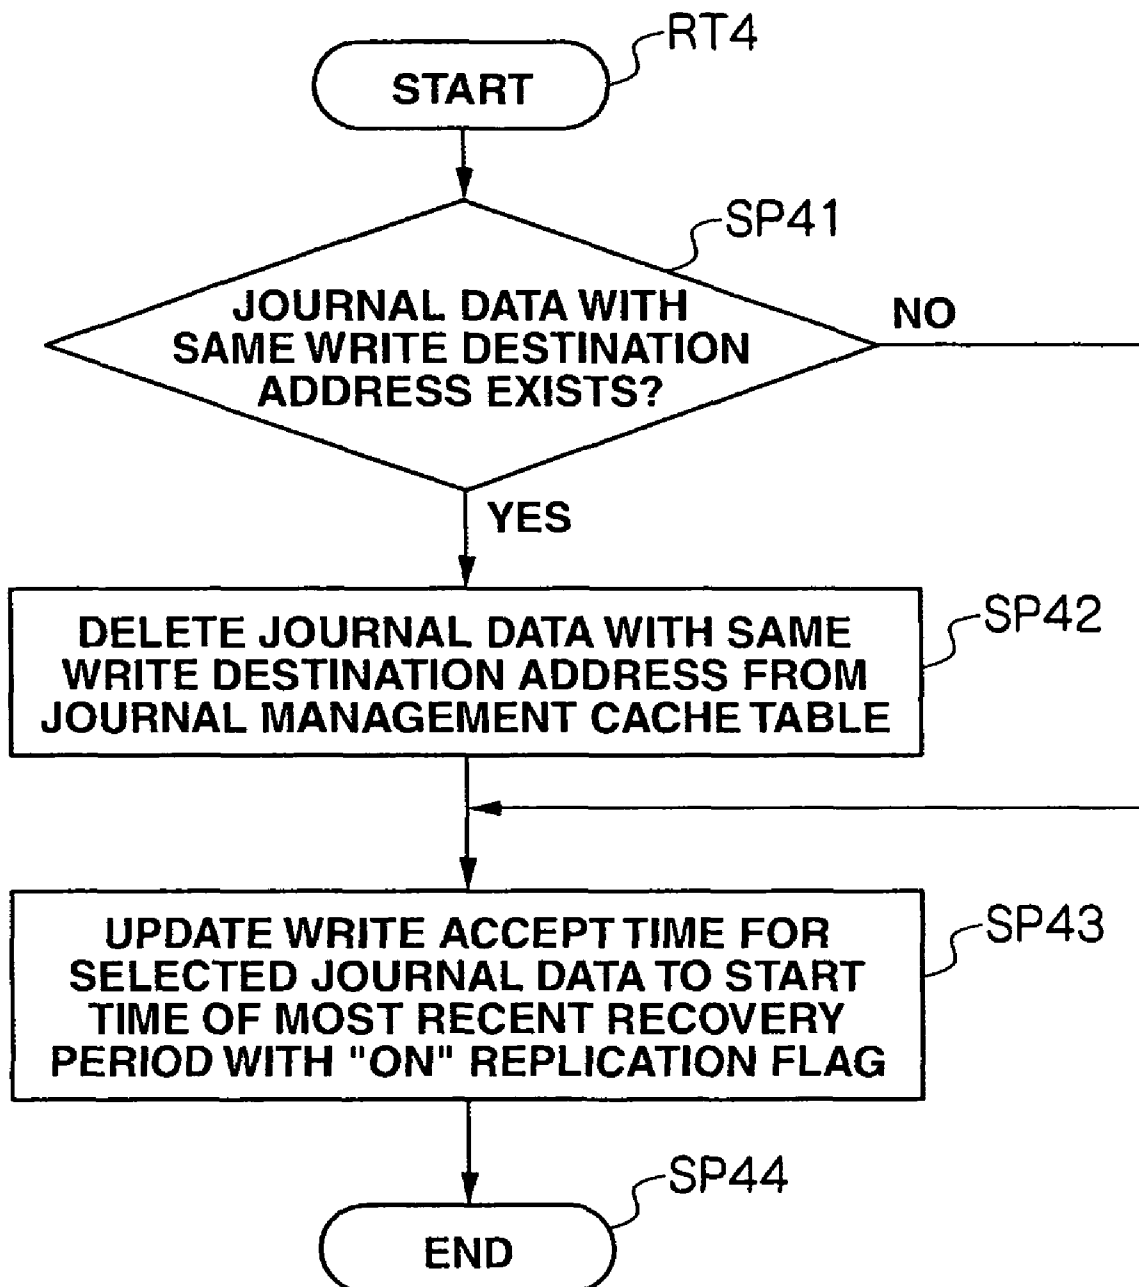 RT4
START
SP41
JOURNAL DATA WITH
SAME WRITE DESTINATION
ADDRESS EXISTS?
NO
YES
SP42
DELETE JOURNAL DATA WITH SAME
WRITE DESTINATION ADDRESS FROM
JOURNAL MANAGEMENT CACHE TABLE
SP43
UPDATE WRITE ACCEPT TIME FOR
SELECTED JOURNAL DATA TO START
TIME OF MOST RECENT RECOVERY
PERIOD WITH "ON" REPLICATION FLAG
SP44
END